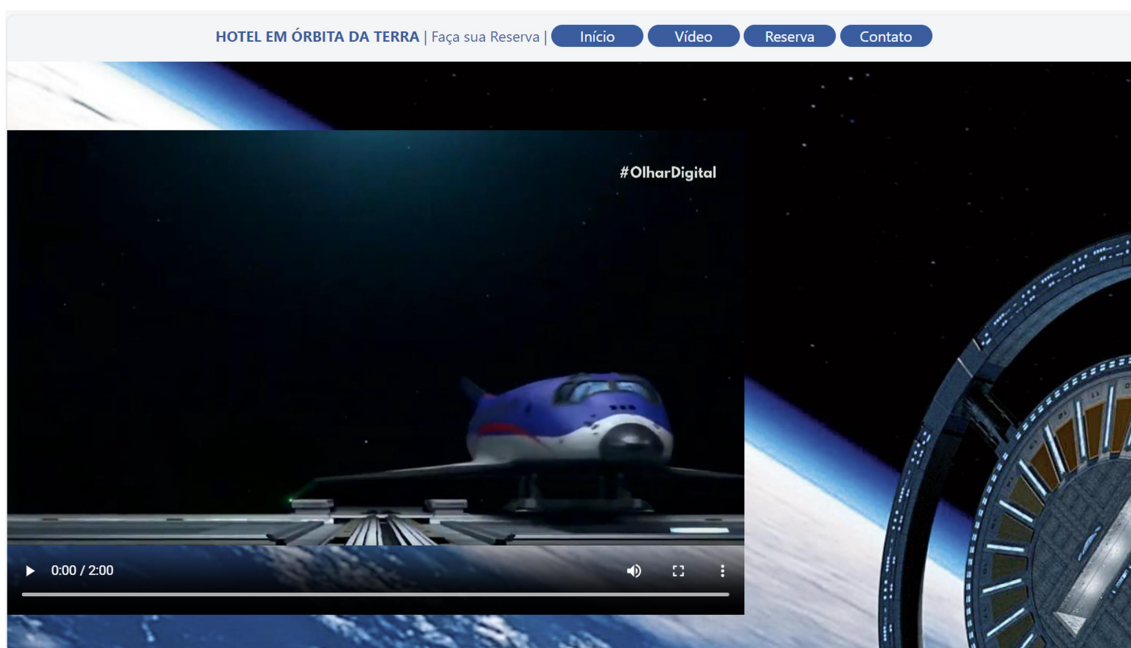 HOTEL EM ÓRBITA DA TERRA | Faça sua Reserva | Início Vídeo Reserva Contato
#OlharDigital
0:00 / 2:00